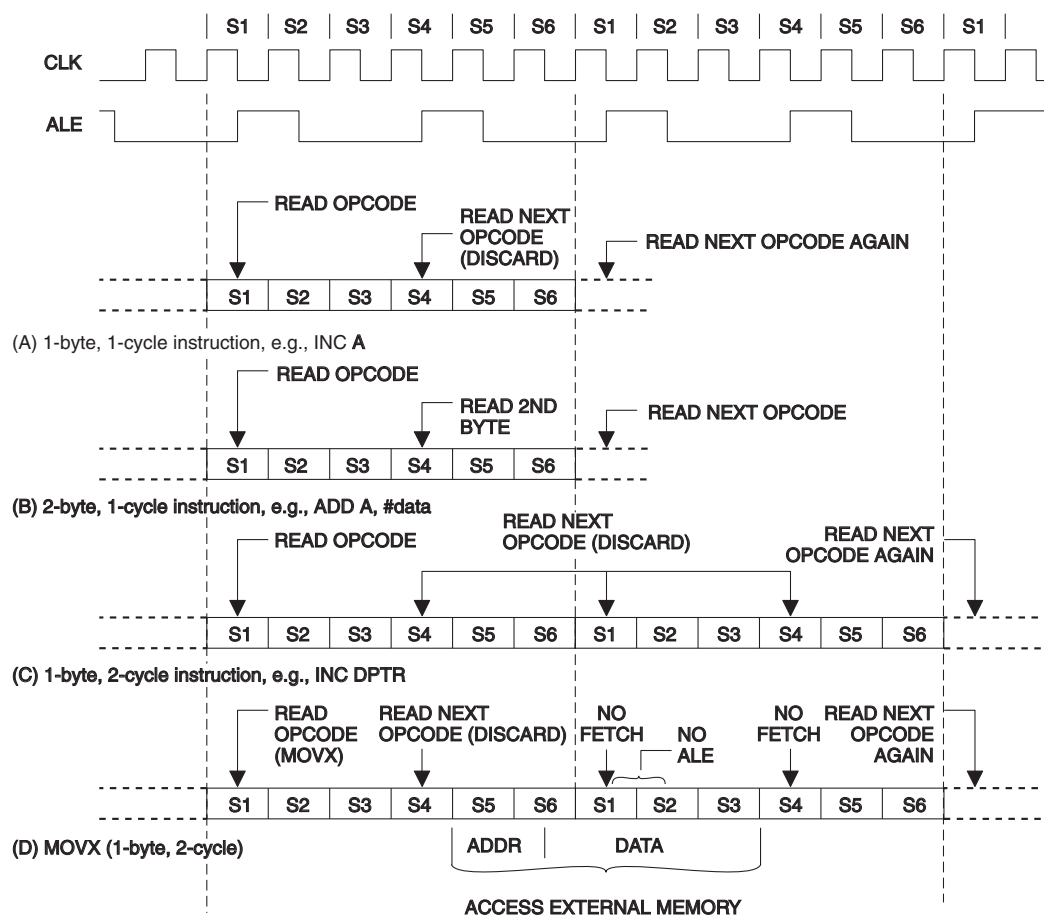 S1 S2 S3 S4 S5 S6 S1 S2 S3 S4 S5 S6 S1
CLK
ALE
READ OPCODE
READ NEXT
OPCODE
(DISCARD)
READ NEXT OPCODE AGAIN
S1 S2 S3 S4 S5 S6
(A) 1-byte, 1-cycle instruction, e.g., INC A
READ OPCODE
READ 2ND
BYTE
READ NEXT OPCODE
S1 S2 S3 S4 S5 S6
(B) 2-byte, 1-cycle instruction, e.g., ADD A, #data
READ OPCODE
READ NEXT
OPCODE (DISCARD)
READ NEXT
OPCODE AGAIN
S1 S2 S3 S4 S5 S6 S1 S2 S3 S4 S5 S6
(C) 1-byte, 2-cycle instruction, e.g., INC DPTR
READ
OPCODE
(MOVX)
READ NEXT
OPCODE (DISCARD)
NO
FETCH
NO
ALE
NO
FETCH
READ NEXT
OPCODE
AGAIN
S1 S2 S3 S4 S5 S6 S1 S2 S3 S4 S5 S6
(D) MOVX (1-byte, 2-cycle)
ADDR DATA
ACCESS EXTERNAL MEMORY